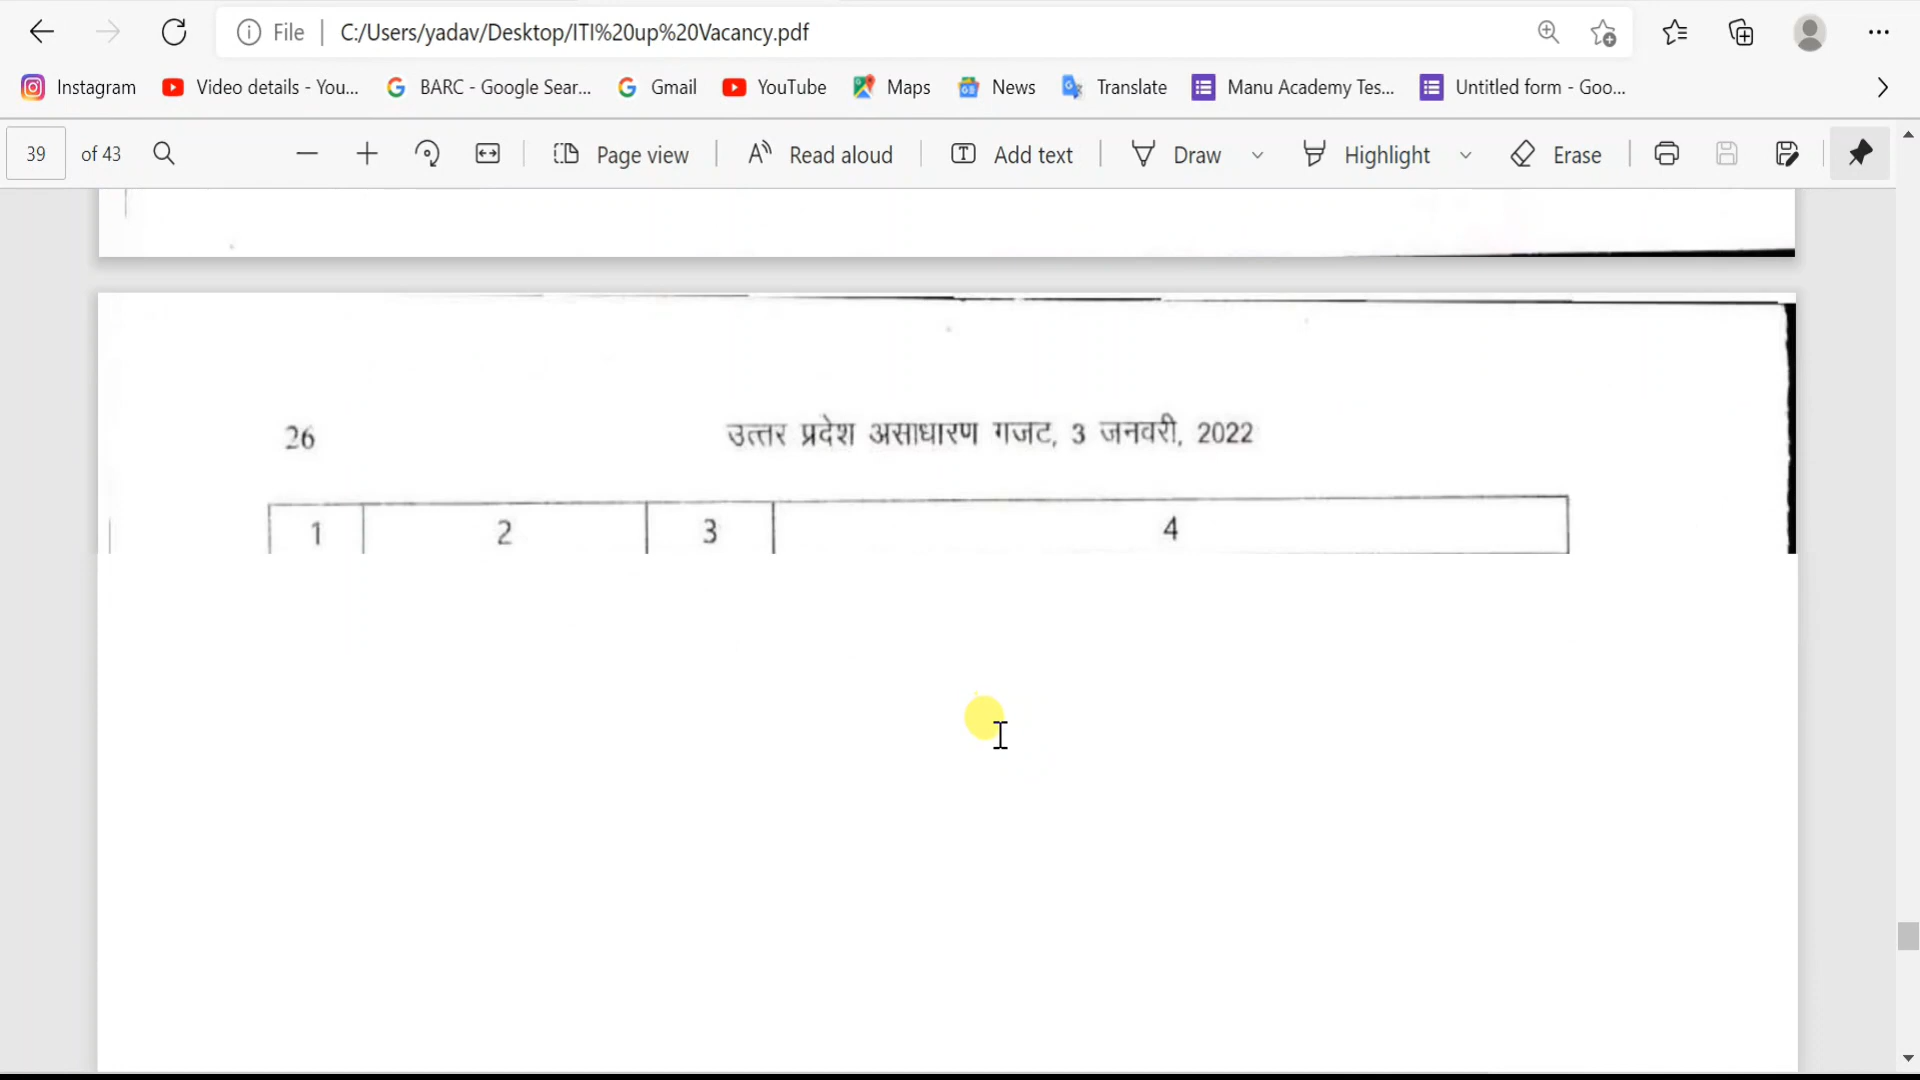 File C:/Users/yadav/Desktop/ITI%20up%20Vacancy.pdf
Instagram Video details - You... BARC - Google Sear... Gmail YouTube Maps News Translate Manu Academy Tes... Untitled form - Goo...
39 of 43 Page view Read aloud Add text Draw Highlight Erase
26 उत्तर प्रदेश असाधारण गजट, 3 जनवरी, 2022
1 2 3 4